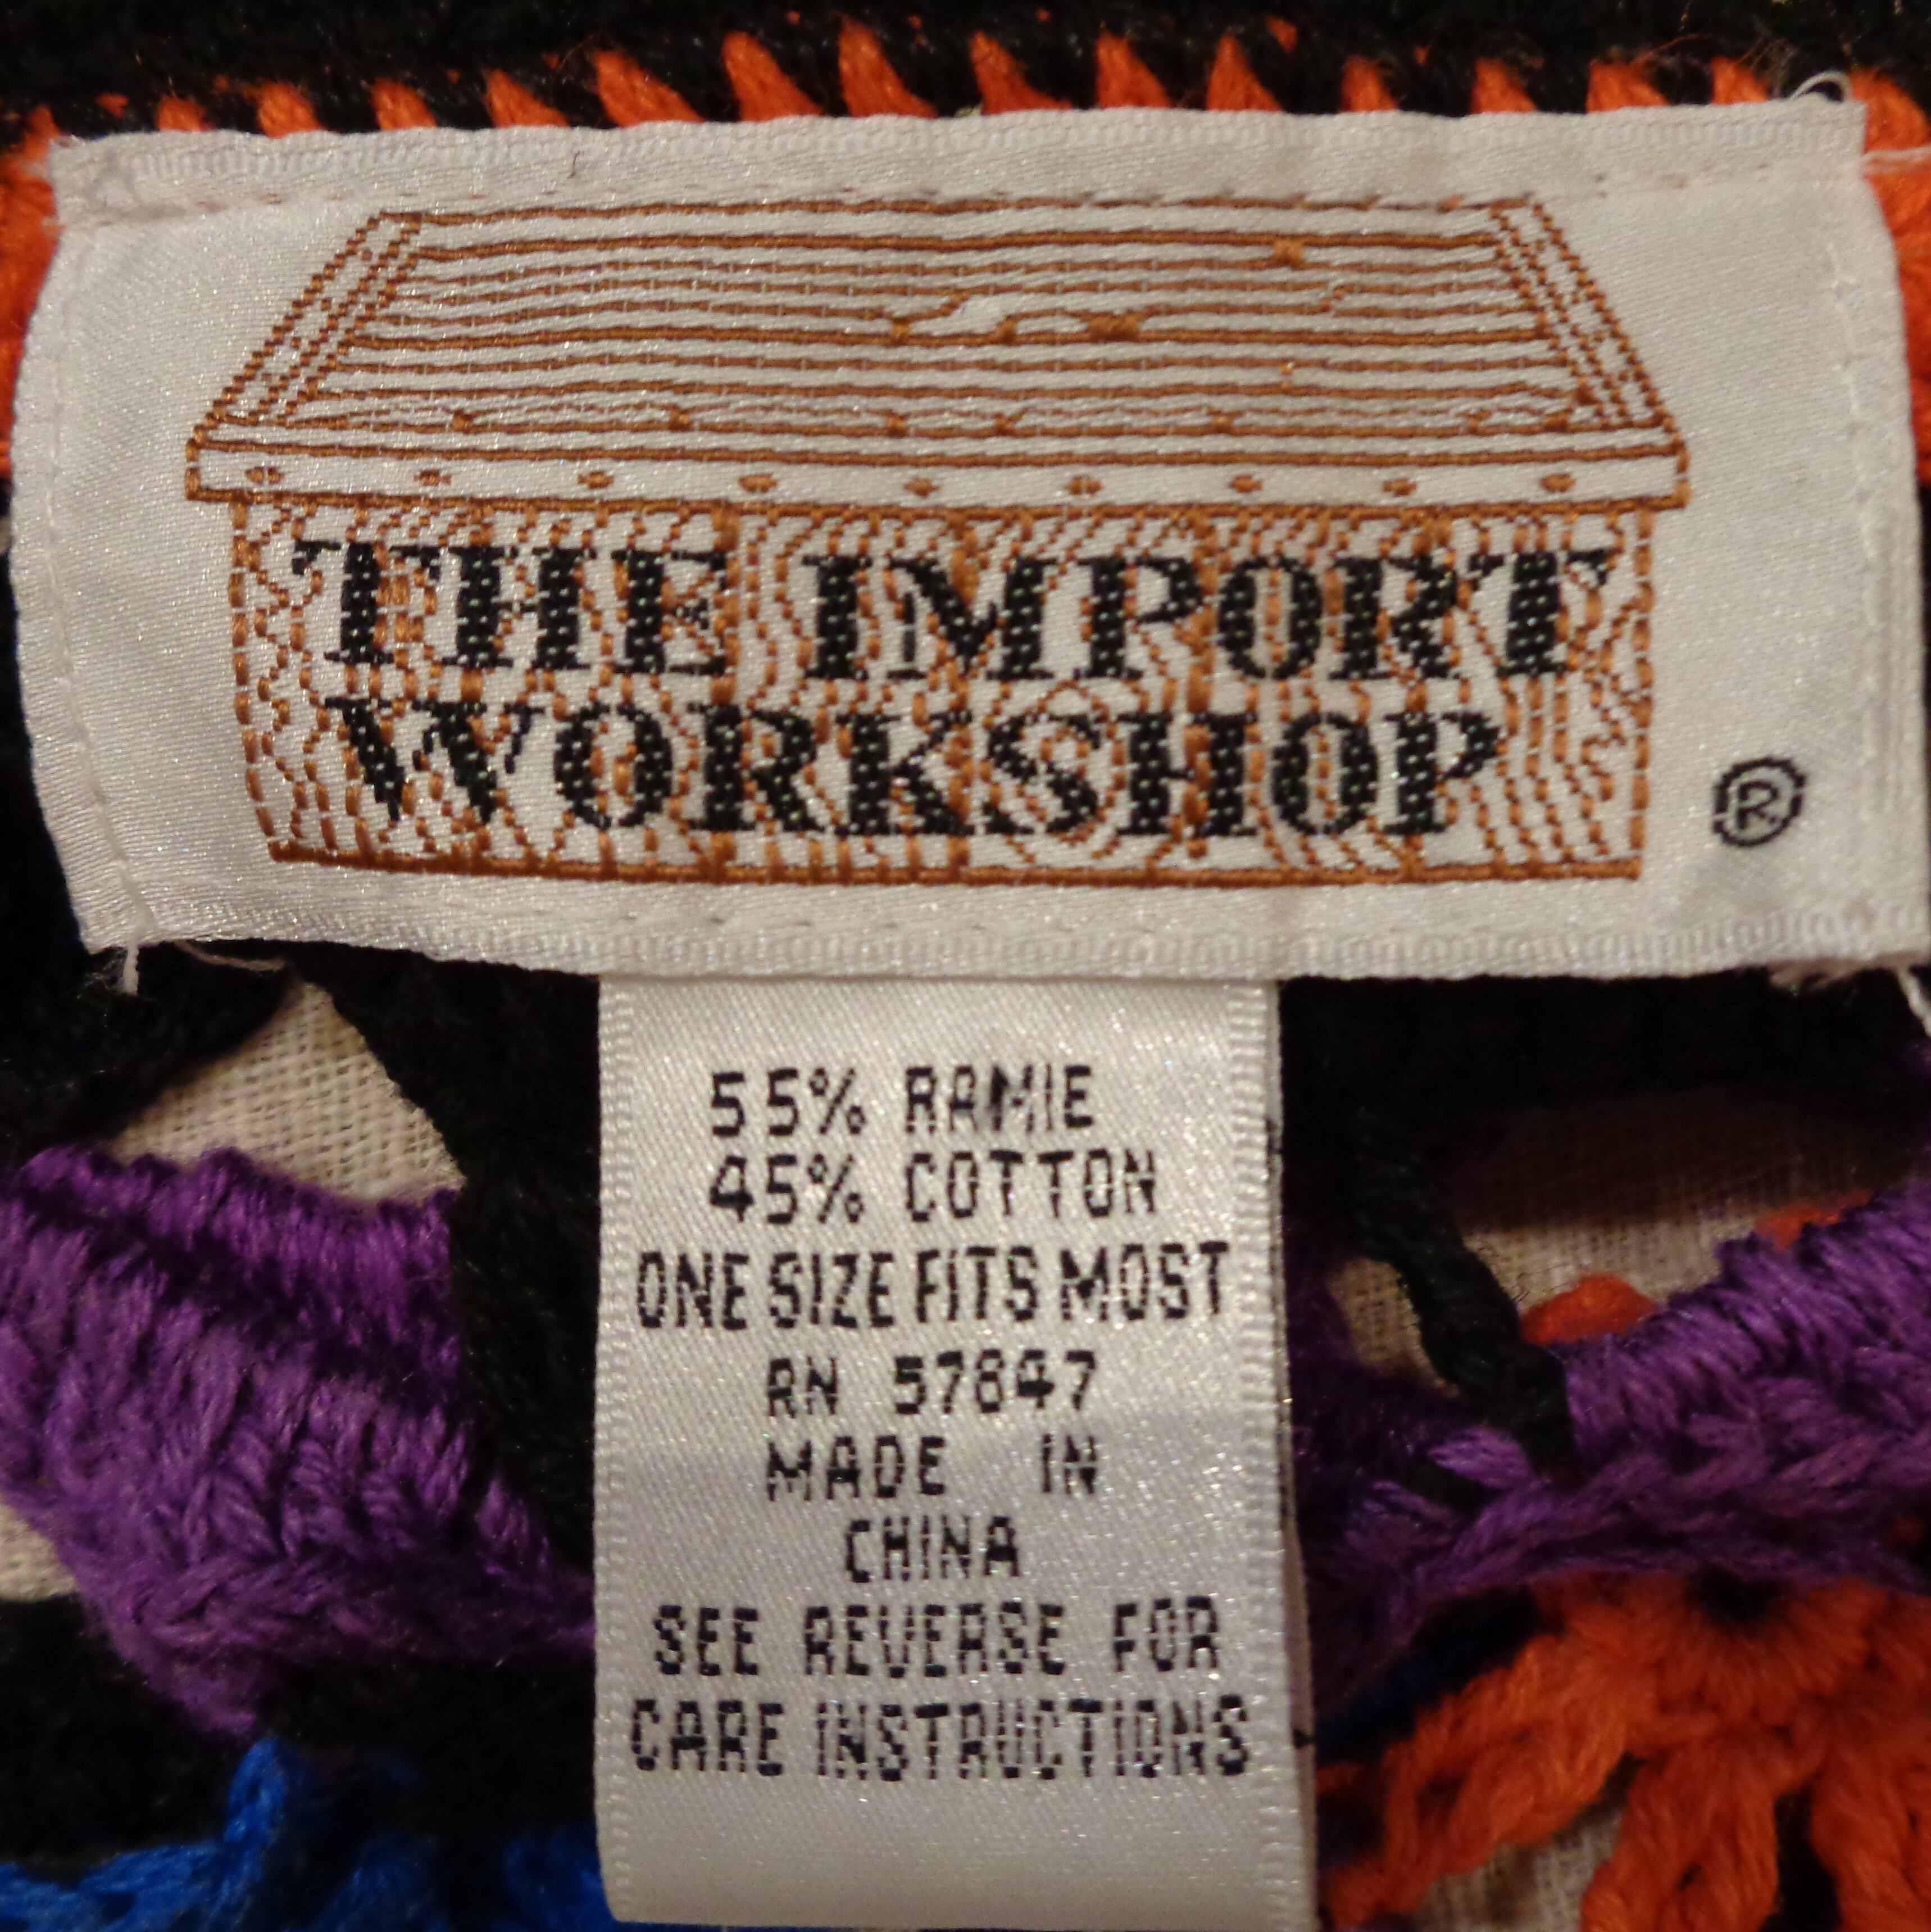 THE IMPORT
WORKSHOP
®
55% RAMIE
45% COTTON
ONE SIZE FITS MOST
RN 57847
MADE IN
CHINA
SEE REVERSE FOR
CARE INSTRUCTIONS